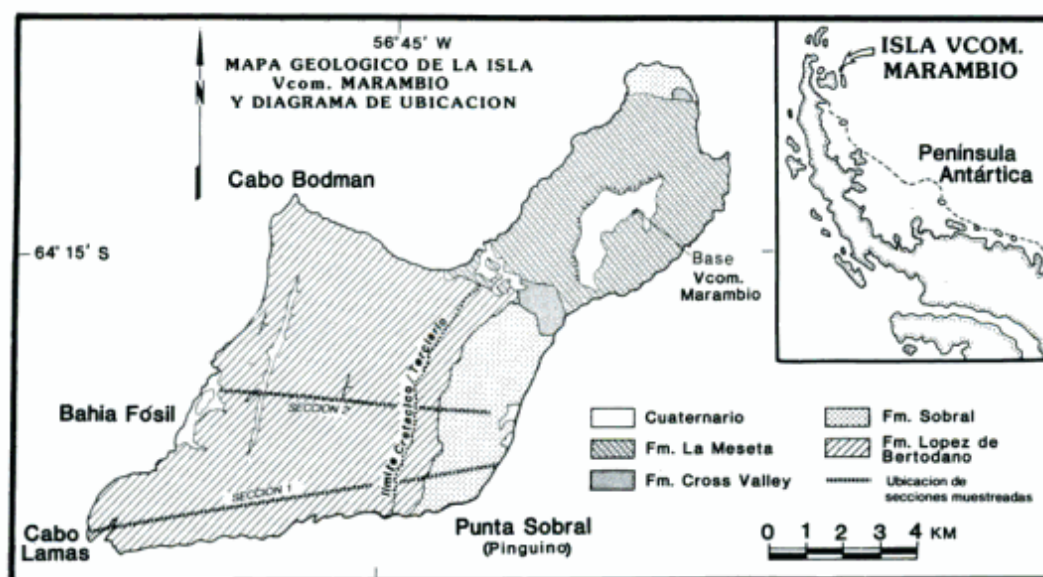 56° 45' W
MAPA GEOLOGICO DE LA ISLA
Vcom. MARAMBIO
Y DIAGRAMA DE UBICACION
N
ISLA VCOM.
MARAMBIO
Península
Antártica
Cabo Bodman
64° 15' S
Base
Vcom.
Marambio
límite Cretacico/Terciario
Bahia Fósil
SECCION 2
SECCION 1
Cabo
Lamas
Punta Sobral
(Pinguino)
Cuaternario
Fm. La Meseta
Fm. Cross Valley
Fm. Sobral
Fm. Lopez de
Bertodano
Ubicacion de
secciones muestreadas
0 1 2 3 4 KM